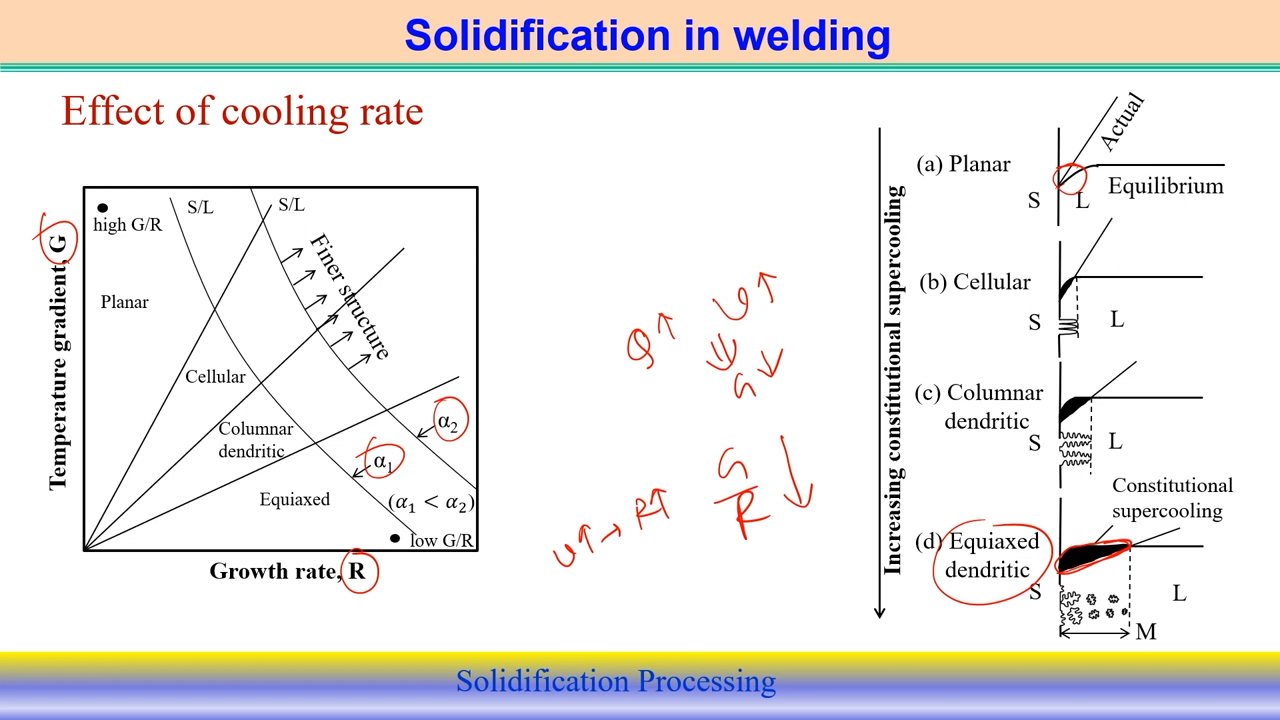 Solidification in welding
Effect of cooling rate
Temperature gradient, G
high G/R
S/L
S/L
Finer structure
Planar
Cellular
Columnar
dendritic
Equiaxed
α₂
α₁
(α₁ < α₂)
low G/R
Growth rate, R
Q↑
↓
G↓
G
R
↓
R↑
Increasing constitutional supercooling
(a) Planar
Actual
Equilibrium
S
L
(b) Cellular
S
L
(c) Columnar
dendritic
S
L
Constitutional
supercooling
(d) Equiaxed
dendritic
S
L
M
Solidification Processing